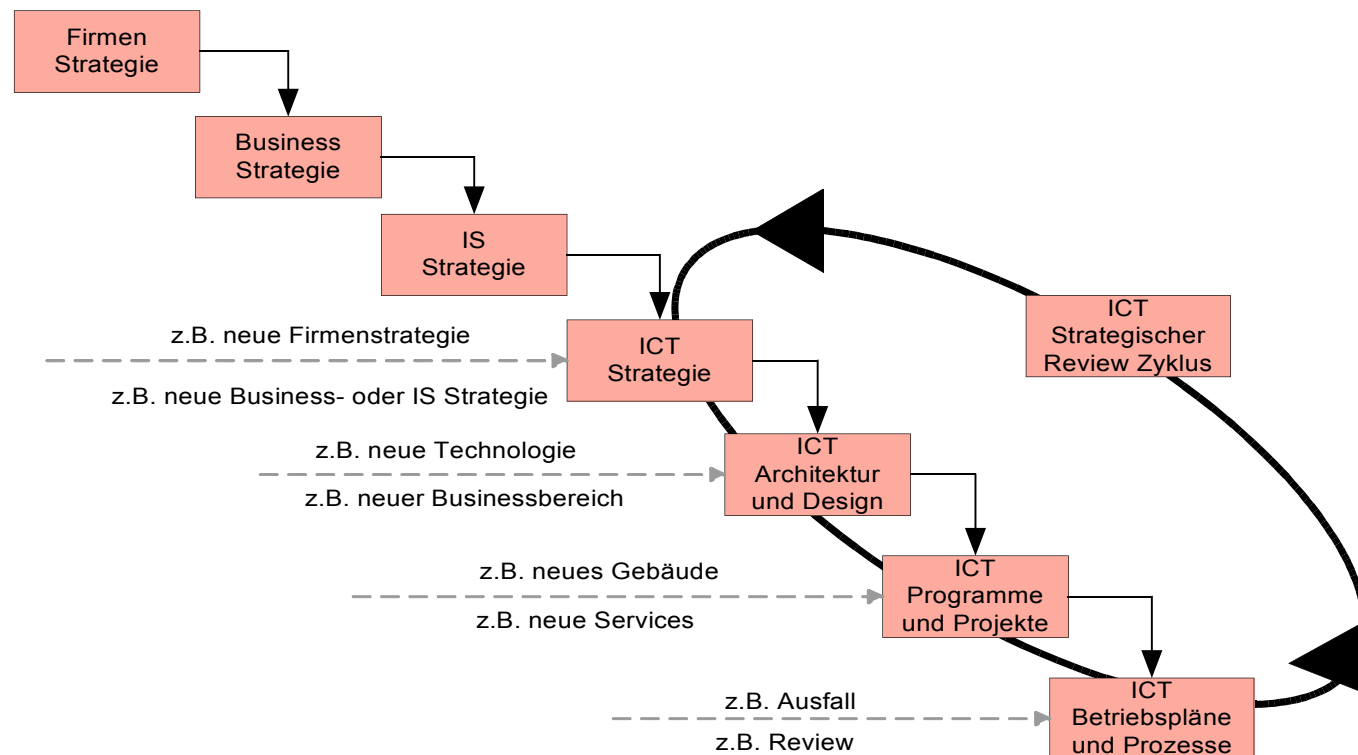 Firmen
Strategie
Business
Strategie
IS
Strategie
z.B. neue Firmenstrategie
z.B. neue Business- oder IS Strategie
ICT
Strategie
ICT
Strategischer
Review Zyklus
z.B. neue Technologie
z.B. neuer Businessbereich
ICT
Architektur
und Design
z.B. neues Gebäude
z.B. neue Services
ICT
Programme
und Projekte
z.B. Ausfall
z.B. Review
ICT
Betriebspläne
und Prozesse